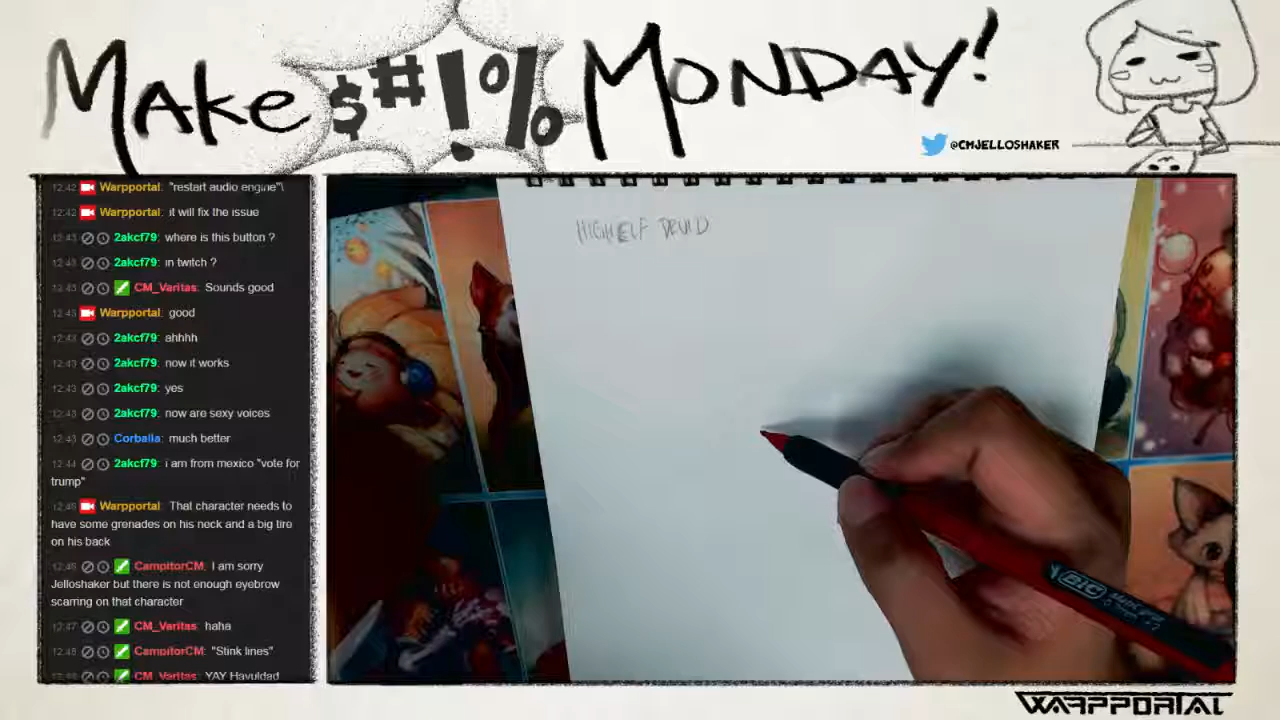 Make $#!% Monday!
@CMJELLOSHAKER
12:42 Warpportal: "restart audio engine"\
12:42 Warpportal: it will fix the issue
12:43 2akcf79: where is this button ?
12:43 2akcf79: in twitch ?
12:43 CM_Varitas: Sounds good
12:43 Warpportal: good
12:43 2akcf79: ahhhh
12:43 2akcf79: now it works
12:43 2akcf79: yes
12:43 2akcf79: now are sexy voices
12:43 Corballa: much better
12:44 2akcf79: i am from mexico "vote for
trump"
Warpportal: That character needs to
have some grenades on his neck and a big tire
on his back
CampitorCM: I am sorry
Jelloshaker but there is not enough eyebrow
scarring on that character
12:47 CM_Varitas: haha
CampitorCM: "Stink lines"
CM_Varitas: YAY Havuldad
HIGH ELF DRUID
BIC
WARPPORTAL